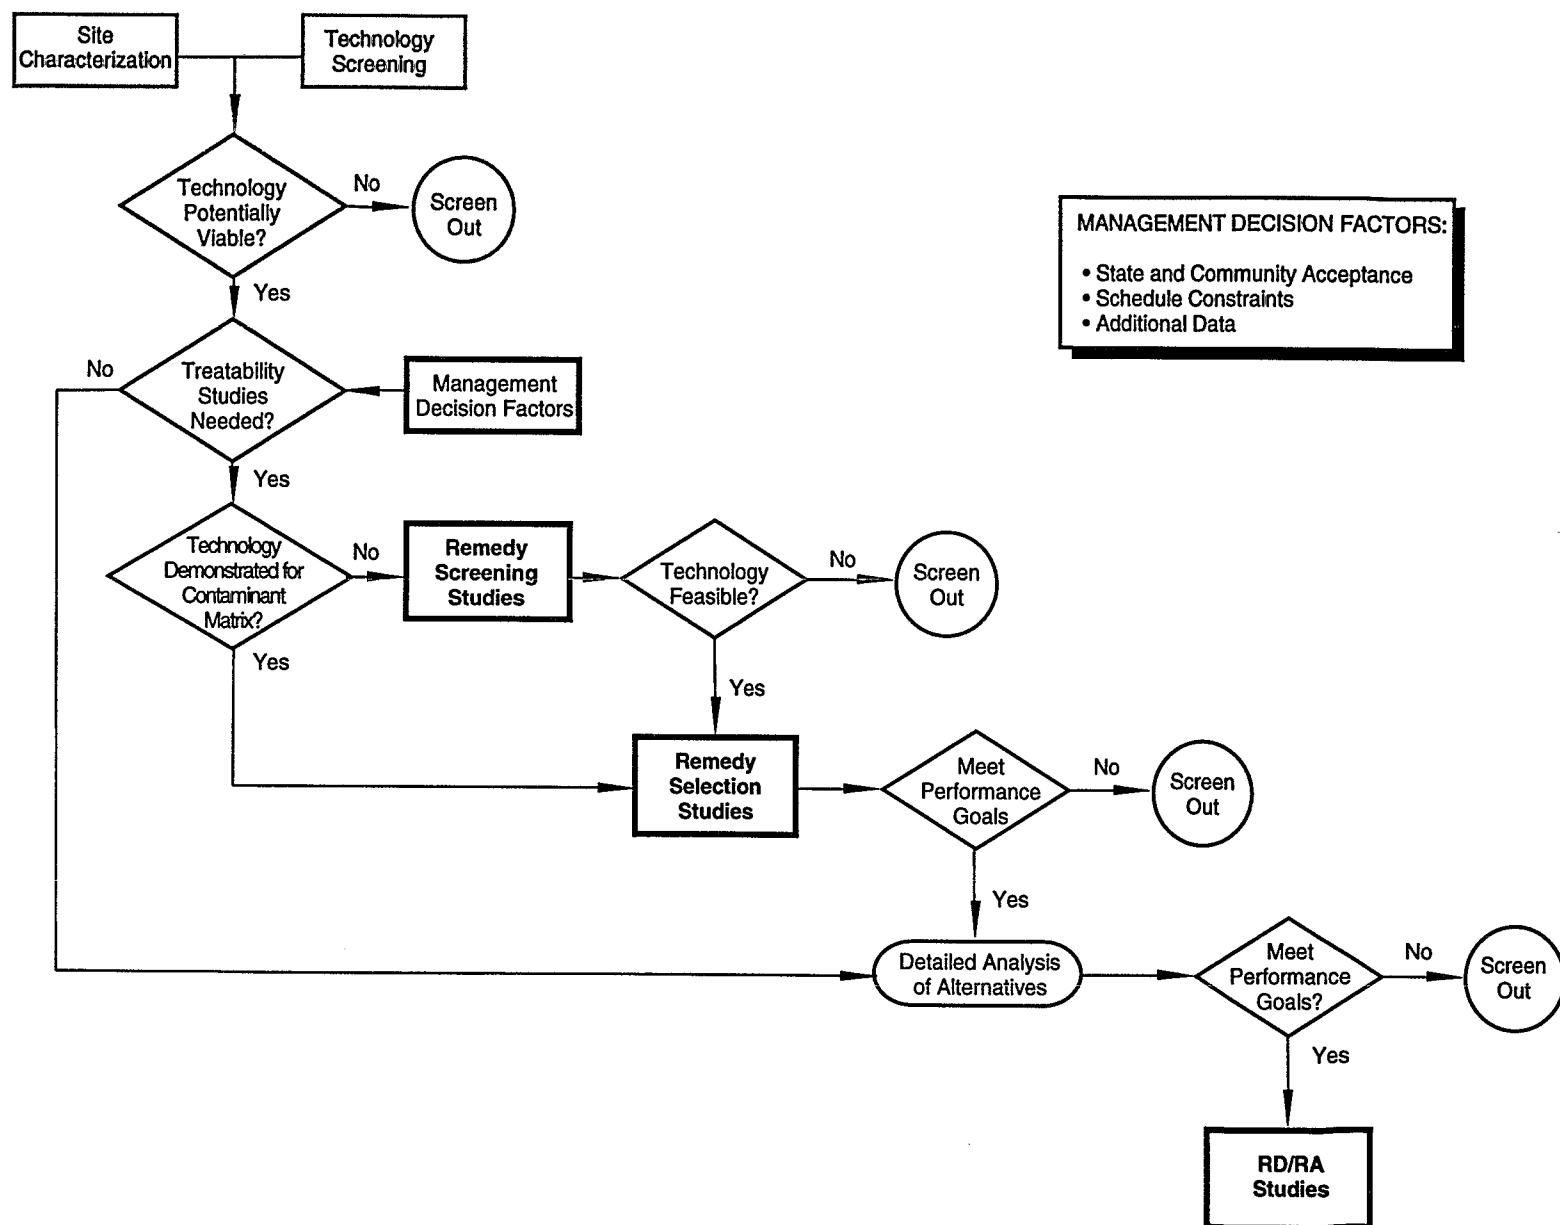 Site
Characterization
Technology
Screening
Technology
Potentially
Viable?
No
Screen
Out
Yes
MANAGEMENT DECISION FACTORS:
• State and Community Acceptance
• Schedule Constraints
• Additional Data
No
Treatability
Studies
Needed?
Management
Decision Factors
Yes
Technology
Demonstrated for
Contaminant
Matrix?
No
Remedy
Screening
Studies
Technology
Feasible?
No
Screen
Out
Yes
Yes
Remedy
Selection
Studies
Meet
Performance
Goals
No
Screen
Out
Yes
Detailed Analysis
of Alternatives
Meet
Performance
Goals?
No
Screen
Out
Yes
RD/RA
Studies